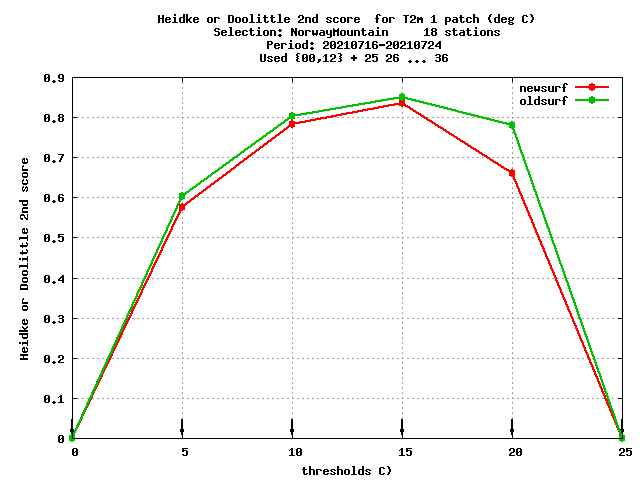 Heidke or Doolittle 2nd score  for T2m 1 patch (deg C)
Selection: NorwayMountain     18 stations
Period: 20210716-20210724
Used {00,12} + 25 26 ... 36
newsurf
oldsurf
Heidke or Doolittle 2nd score
0.9
0.8
0.7
0.6
0.5
0.4
0.3
0.2
0.1
0
0 5 10 15 20 25
thresholds C)